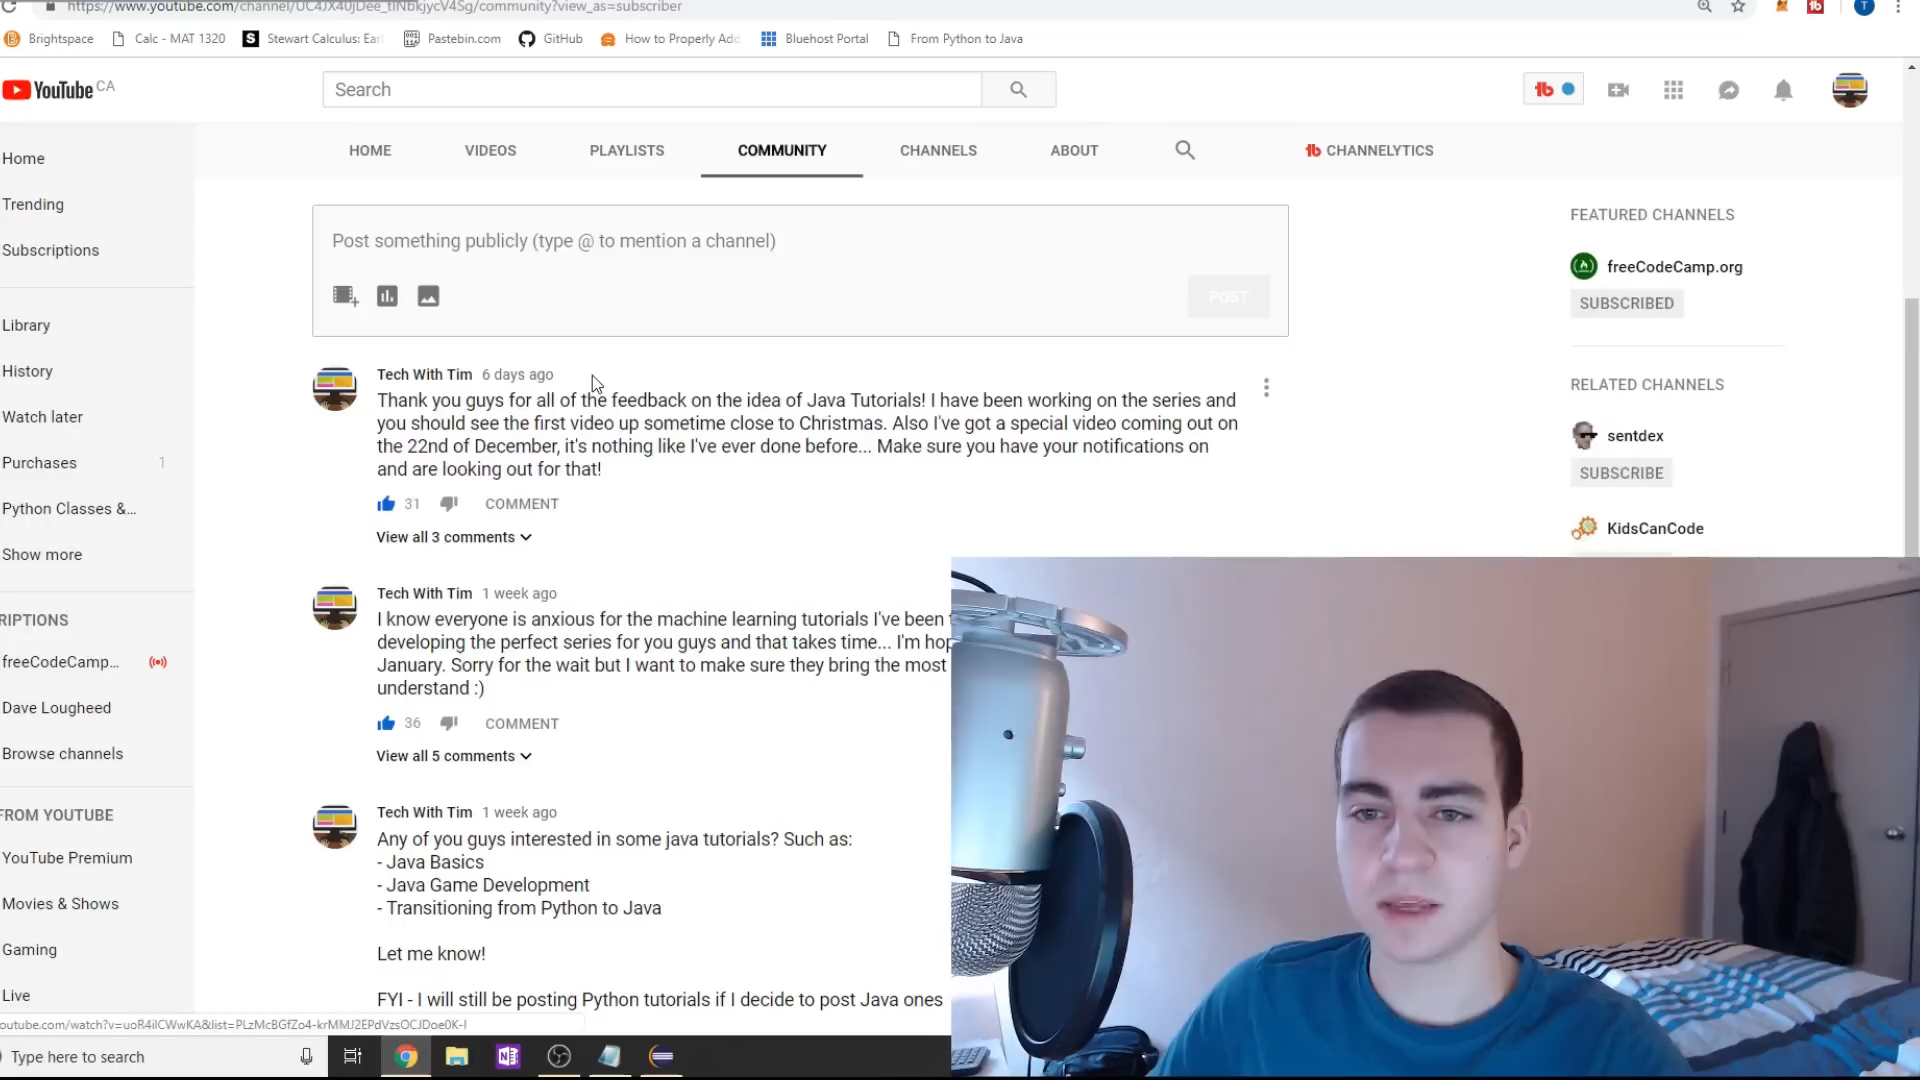 https://www.youtube.com/channel/UC4JX40jDee_tINbkjycV4Sg/community?view_as=subscriber
Brightspace
Calc - MAT 1320
S
Stewart Calculus: Ear
Pastebin.com
GitHub
How to Properly Add
Bluehost Portal
From Python to Java
tb
T
YouTube CA
Search
tb
HOME
VIDEOS
PLAYLISTS
COMMUNITY
CHANNELS
ABOUT
tb CHANNELYTICS
Home
Trending
Subscriptions
Library
History
Watch later
Purchases 1
Python Classes &...
Show more
RIPTIONS
freeCodeCamp...
Dave Lougheed
Browse channels
FROM YOUTUBE
YouTube Premium
Movies & Shows
Gaming
Live
Post something publicly (type @ to mention a channel)
POST
Tech With Tim 6 days ago
Thank you guys for all of the feedback on the idea of Java Tutorials! I have been working on the series and
you should see the first video up sometime close to Christmas. Also I've got a special video coming out on
the 22nd of December, it's nothing like I've ever done before... Make sure you have your notifications on
and are looking out for that!
31 COMMENT
View all 3 comments
Tech With Tim 1 week ago
I know everyone is anxious for the machine learning tutorials I've been
developing the perfect series for you guys and that takes time... I'm hop
January. Sorry for the wait but I want to make sure they bring the most
understand :)
36 COMMENT
View all 5 comments
Tech With Tim 1 week ago
Any of you guys interested in some java tutorials? Such as:
- Java Basics
- Java Game Development
- Transitioning from Python to Java
Let me know!
FYI - I will still be posting Python tutorials if I decide to post Java ones
FEATURED CHANNELS
freeCodeCamp.org
SUBSCRIBED
RELATED CHANNELS
sentdex
SUBSCRIBE
KidsCanCode
outube.com/watch?v=uoR4ilCWwKA&list=PLzMcBGfZo4-krMMJ2EPdVzsOCJDoe0K-l
Type here to search